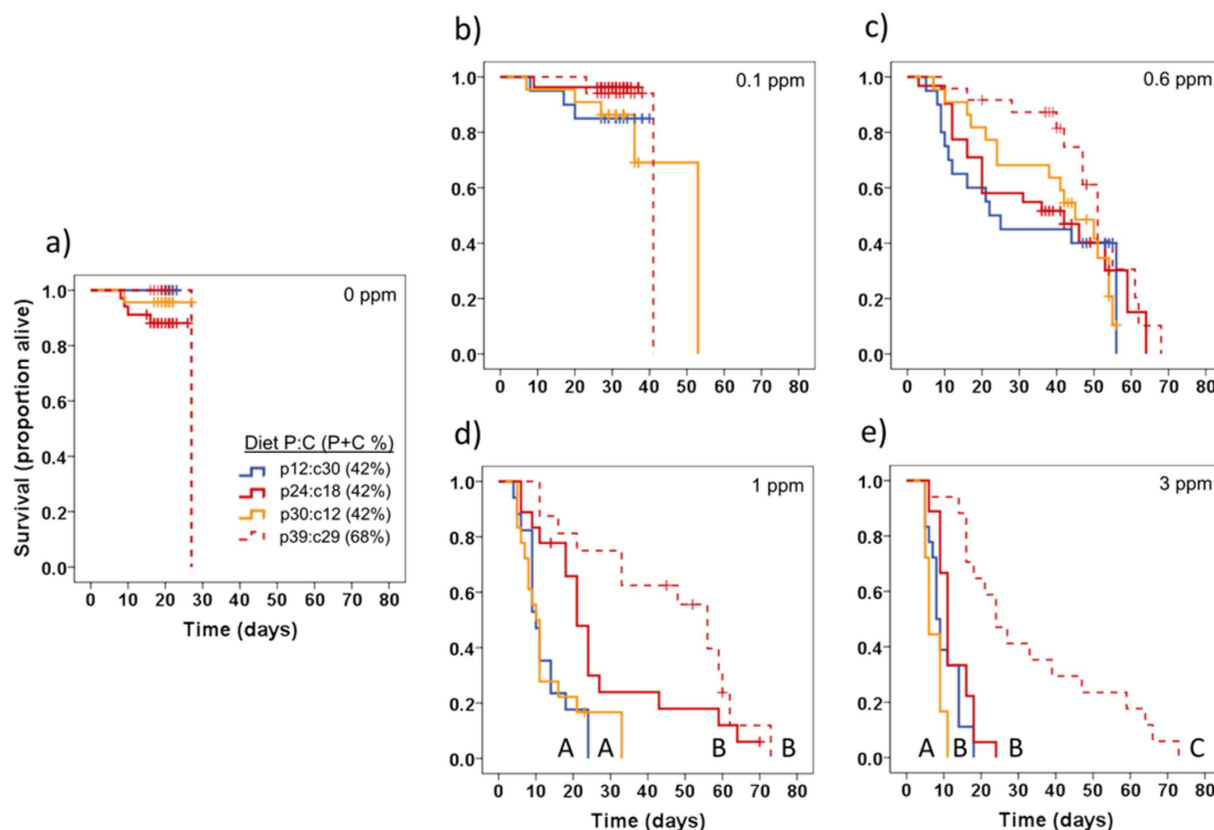 b)
0.1 ppm
1.0
0.8
0.6
0.4
0.2
0.0
0 10 20 30 40 50 60 70 80
c)
0.6 ppm
1.0
0.8
0.6
0.4
0.2
0.0
0 10 20 30 40 50 60 70 80
a)
0 ppm
Survival (proportion alive)
1.0
0.8
0.6
0.4
0.2
0.0
Diet P:C (P+C %)
p12:c30 (42%)
p24:c18 (42%)
p30:c12 (42%)
p39:c29 (68%)
0 10 20 30 40 50 60 70 80
Time (days)
d)
1 ppm
1.0
0.8
0.6
0.4
0.2
0.0
A A B B
0 10 20 30 40 50 60 70 80
Time (days)
e)
3 ppm
1.0
0.8
0.6
0.4
0.2
0.0
A B B C
0 10 20 30 40 50 60 70 80
Time (days)